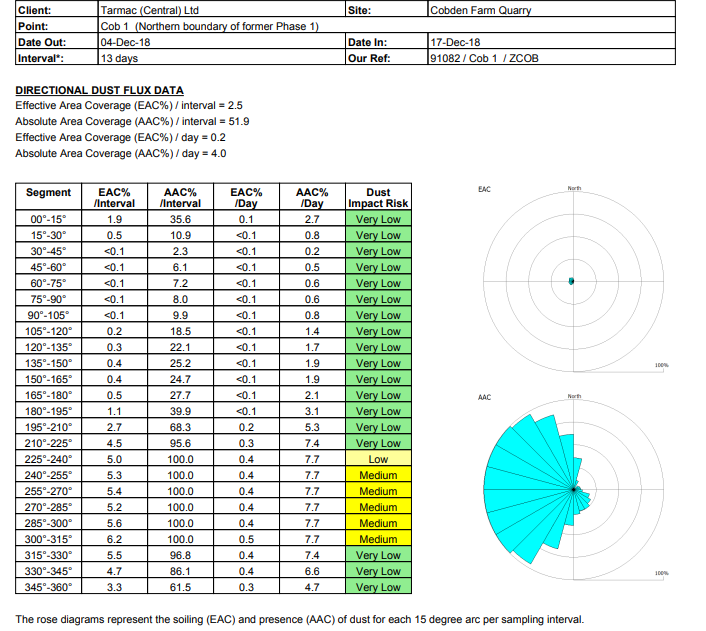 Client: Tarmac (Central) Ltd Site: Cobden Farm Quarry
Point: Cob 1 (Northern boundary of former Phase 1)
Date Out: 04-Dec-18 Date In: 17-Dec-18
Interval*: 13 days Our Ref: 91082 / Cob 1 / ZCOB
DIRECTIONAL DUST FLUX DATA
Effective Area Coverage (EAC%) / interval = 2.5
Absolute Area Coverage (AAC%) / interval = 51.9
Effective Area Coverage (EAC%) / day = 0.2
Absolute Area Coverage (AAC%) / day = 4.0
Segment EAC% AAC% EAC% AAC% Dust
/Interval /Interval /Day /Day Impact Risk
00°-15° 1.9 35.6 0.1 2.7 Very Low
15°-30° 0.5 10.9 <0.1 0.8 Very Low
30°-45° <0.1 2.3 <0.1 0.2 Very Low
45°-60° <0.1 6.1 <0.1 0.5 Very Low
60°-75° <0.1 7.2 <0.1 0.6 Very Low
75°-90° <0.1 8.0 <0.1 0.6 Very Low
90°-105° <0.1 9.9 <0.1 0.8 Very Low
105°-120° 0.2 18.5 <0.1 1.4 Very Low
120°-135° 0.3 22.1 <0.1 1.7 Very Low
135°-150° 0.4 25.2 <0.1 1.9 Very Low
150°-165° 0.4 24.7 <0.1 1.9 Very Low
165°-180° 0.5 27.7 <0.1 2.1 Very Low
180°-195° 1.1 39.9 <0.1 3.1 Very Low
195°-210° 2.7 68.3 0.2 5.3 Very Low
210°-225° 4.5 95.6 0.3 7.4 Very Low
225°-240° 5.0 100.0 0.4 7.7 Low
240°-255° 5.3 100.0 0.4 7.7 Medium
255°-270° 5.4 100.0 0.4 7.7 Medium
270°-285° 5.2 100.0 0.4 7.7 Medium
285°-300° 5.6 100.0 0.4 7.7 Medium
300°-315° 6.2 100.0 0.5 7.7 Medium
315°-330° 5.5 96.8 0.4 7.4 Very Low
330°-345° 4.7 86.1 0.4 6.6 Very Low
345°-360° 3.3 61.5 0.3 4.7 Very Low
EAC North
100%
AAC North
100%
The rose diagrams represent the soiling (EAC) and presence (AAC) of dust for each 15 degree arc per sampling interval.